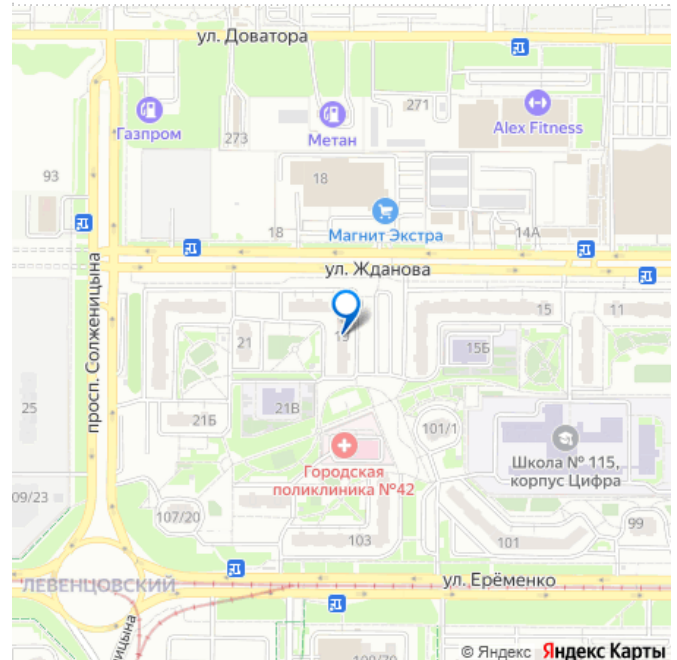 ул. Доватора
271
Газпром
Метан
Alex Fitness
273
93
18
18
Магнит Экстра
14А
ул. Жданова
просп. Солженицына
15
11
19
21
15Б
25
21В
21Б
101/1
Городская
поликлиника №42
Школа № 115,
корпус Цифра
09/23
107/20
103
101
99
ЛЕВЕНЦОВСКИЙ
ул. Ерёменко
© Яндекс Яндекс Карты